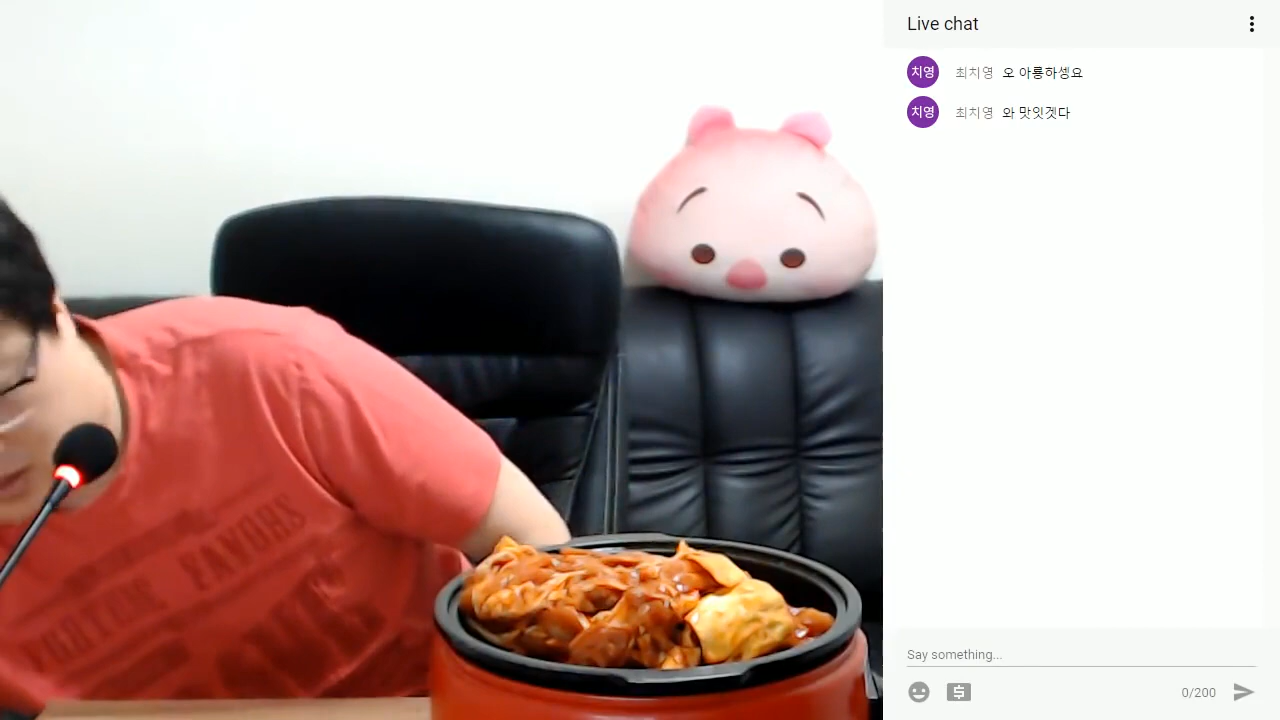 Live chat
치영 최치영 오 아룽하셍요
치영 최치영 와 맛잇겟다
Say something...
0/200